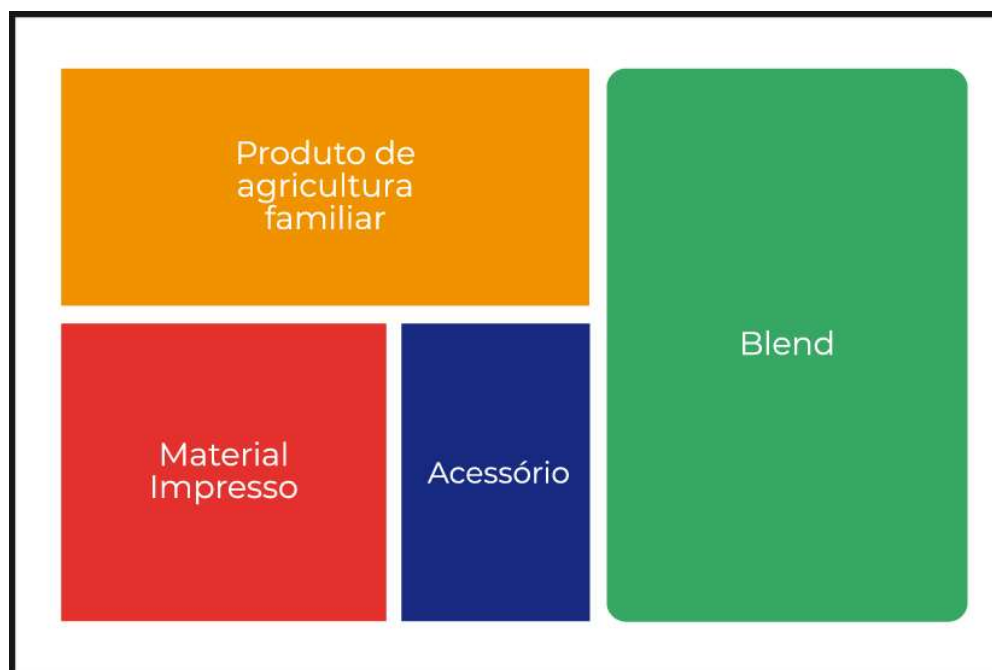 Produto de
agricultura
familiar
Blend
Material
Impresso
Acessório